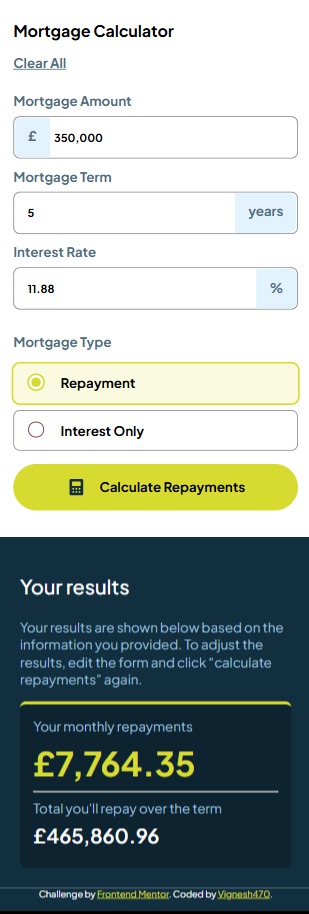 Mortgage Calculator
Clear All
Mortgage Amount
£ 350,000
Mortgage Term
5 years
Interest Rate
11.88 %
Mortgage Type
Repayment
Interest Only
Calculate Repayments
Your results
Your results are shown below based on the
information you provided. To adjust the
results, edit the form and click "calculate
repayments" again.
Your monthly repayments
£7,764.35
Total you'll repay over the term
£465,860.96
Challenge by Frontend Mentor. Coded by Vignesh470.